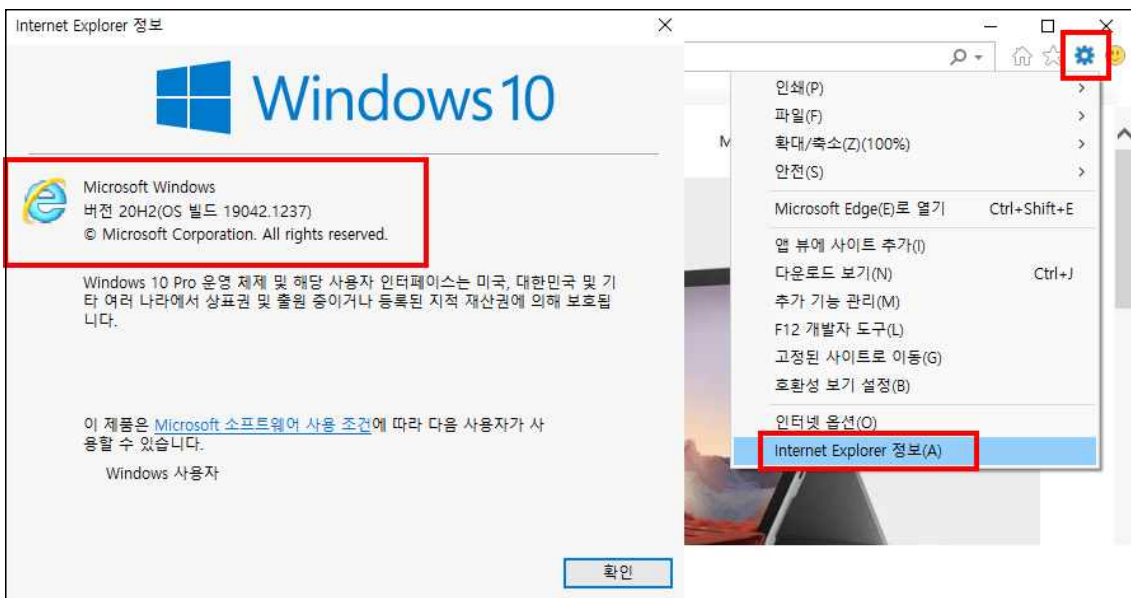 Internet Explorer 정보
Windows 10
Microsoft Windows
버전 20H2(OS 빌드 19042.1237)
© Microsoft Corporation. All rights reserved.
Windows 10 Pro 운영 체제 및 해당 사용자 인터페이스는 미국, 대한민국 및 기
타 여러 나라에서 상표권 및 출원 중이거나 등록된 지적 재산권에 의해 보호됩
니다.
이 제품은 Microsoft 소프트웨어 사용 조건에 따라 다음 사용자가 사
용할 수 있습니다.
Windows 사용자
확인
인쇄(P)
파일(F)
확대/축소(Z)(100%)
안전(S)
Microsoft Edge(E)로 열기 Ctrl+Shift+E
앱 뷰에 사이트 추가(I)
다운로드 보기(N) Ctrl+J
추가 기능 관리(M)
F12 개발자 도구(L)
고정된 사이트로 이동(G)
호환성 보기 설정(B)
인터넷 옵션(O)
Internet Explorer 정보(A)